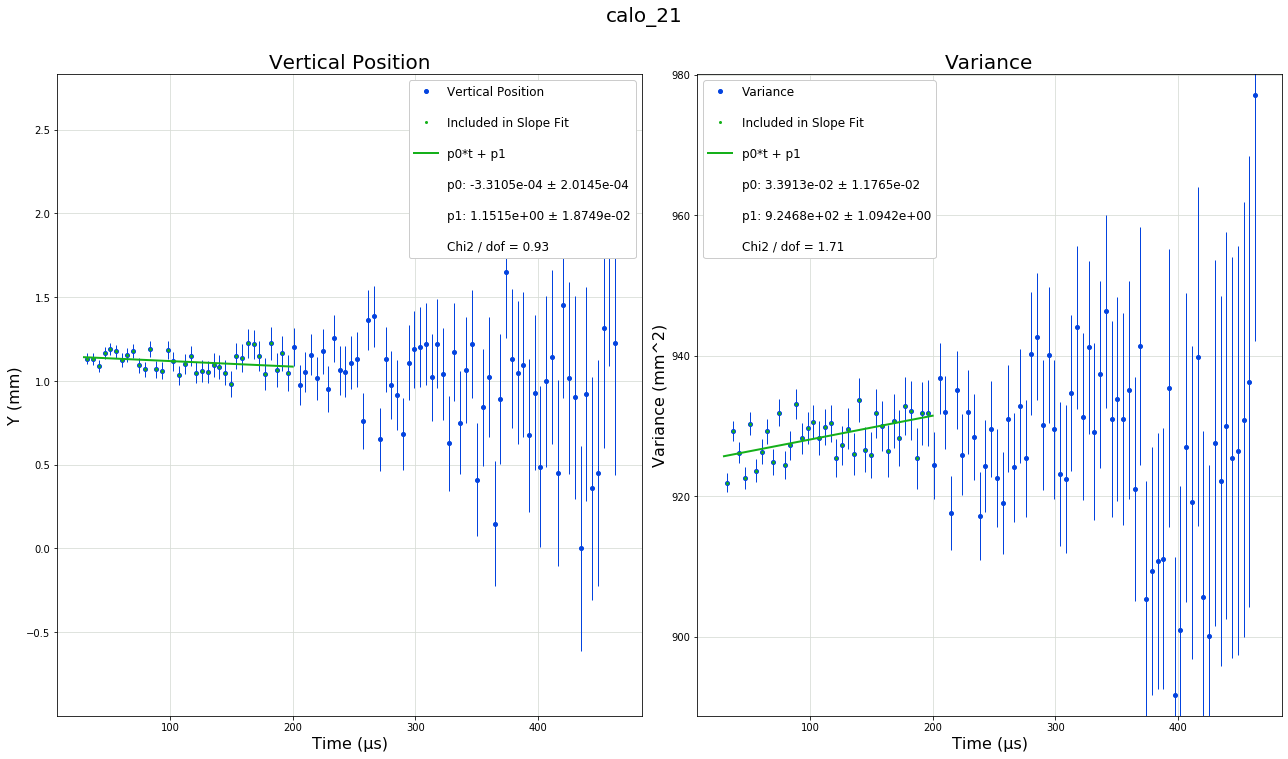 calo_21
Vertical Position
Vertical Position
Included in Slope Fit
p0*t + p1
p0: -3.3105e-04 ± 2.0145e-04
p1: 1.1515e+00 ± 1.8749e-02
Chi2 / dof = 0.93
2.5
2.0
1.5
1.0
0.5
0.0
−0.5
Y (mm)
100
200
300
400
Time (μs)
Variance
Variance
Included in Slope Fit
p0*t + p1
p0: 3.3913e-02 ± 1.1765e-02
p1: 9.2468e+02 ± 1.0942e+00
Chi2 / dof = 1.71
980
960
940
920
900
Variance (mm^2)
100
200
300
400
Time (μs)